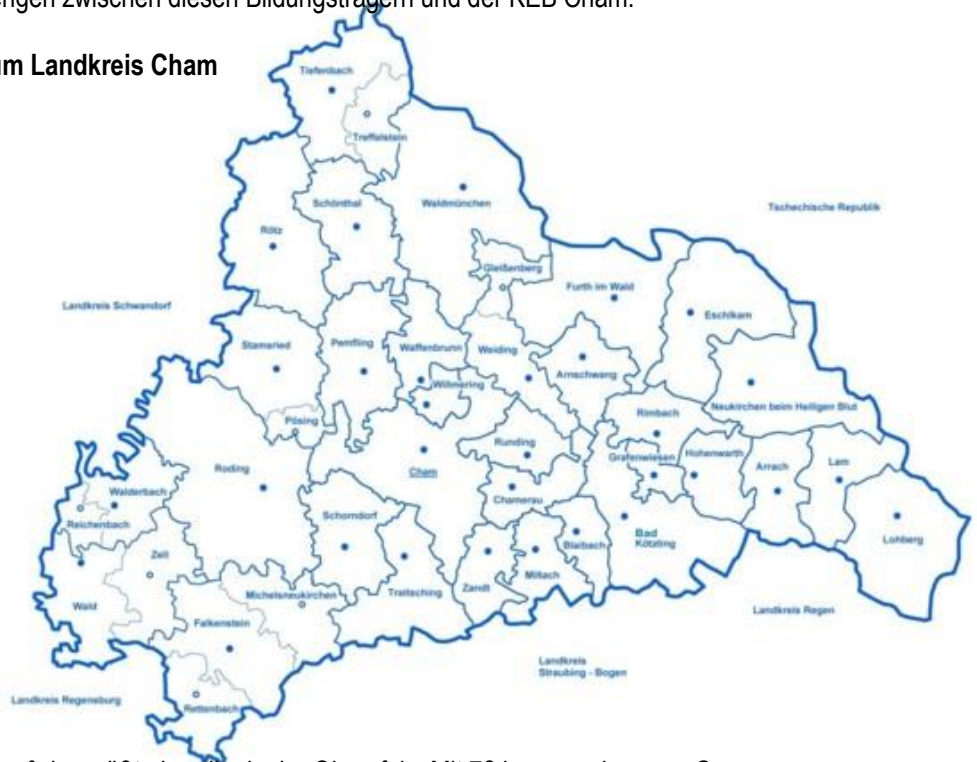 zwischen diesen Bildungsträgern und der KEB Cham.
Landkreis Cham
Tiefenbach
Treffelstein
Schönthal
Waldmünchen
Tschechische Republik
Rötz
Gleißenberg
Furth im Wald
Landkreis Schwandorf
Eschlkam
Stamsried
Pemfling
Waffenbrunn
Weiding
Arnschwang
Willmering
Neukirchen beim Heiligen Blut
Rimbach
Pösing
Runding
Grafenwiesen
Hohenwarth
Roding
Cham
Arrach
Lam
Walderbach
Chamerau
Reichenbach
Schorndorf
Bad
Kötzting
Lohberg
Blaibach
Zell
Miltach
Zandt
Traitsching
Michelsneukirchen
Wald
Falkenstein
Landkreis Regen
Landkreis
Straubing - Bogen
Landkreis Regensburg
Rettenbach